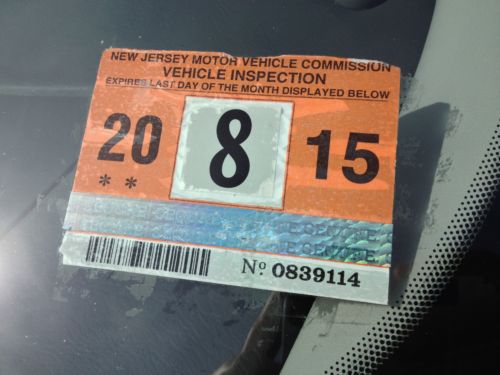 NEW JERSEY MOTOR VEHICLE COMMISSION
VEHICLE INSPECTION
EXPIRES LAST DAY OF THE MONTH DISPLAYED BELOW
20 8 15
**
Nº 0839114